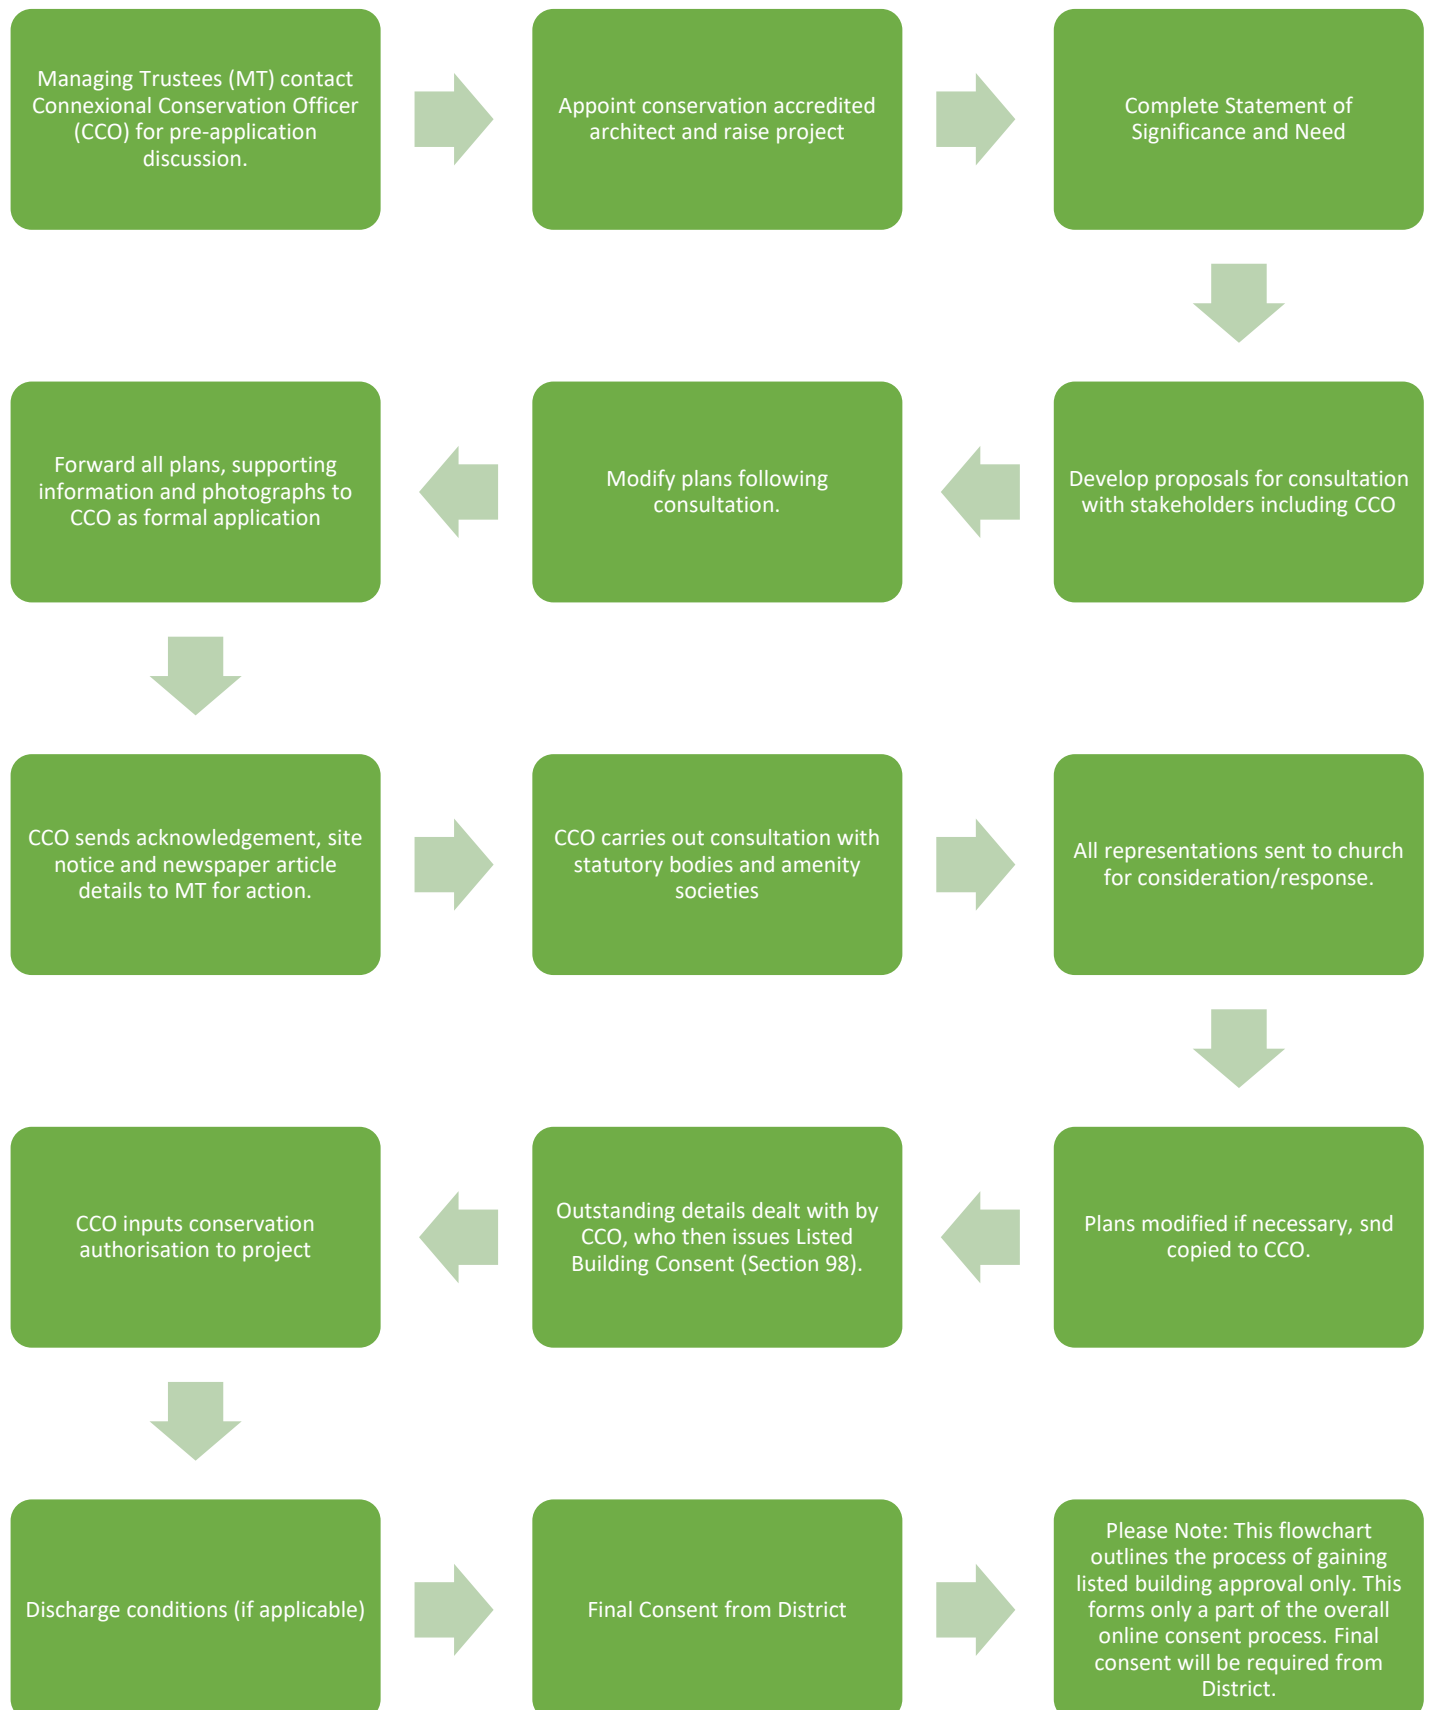 Managing Trustees (MT) contact
Connexional Conservation Officer
(CCO) for pre-application
discussion.
Appoint conservation accredited
architect and raise project
Complete Statement of
Significance and Need
Develop proposals for consultation
with stakeholders including CCO
Modify plans following
consultation.
Forward all plans, supporting
information and photographs to
CCO as formal application
CCO sends acknowledgement, site
notice and newspaper article
details to MT for action.
CCO carries out consultation with
statutory bodies and amenity
societies
All representations sent to church
for consideration/response.
Plans modified if necessary, snd
copied to CCO.
Outstanding details dealt with by
CCO, who then issues Listed
Building Consent (Section 98).
CCO inputs conservation
authorisation to project
Discharge conditions (if applicable)
Final Consent from District
Please Note: This flowchart
outlines the process of gaining
listed building approval only. This
forms only a part of the overall
online consent process. Final
consent will be required from
District.